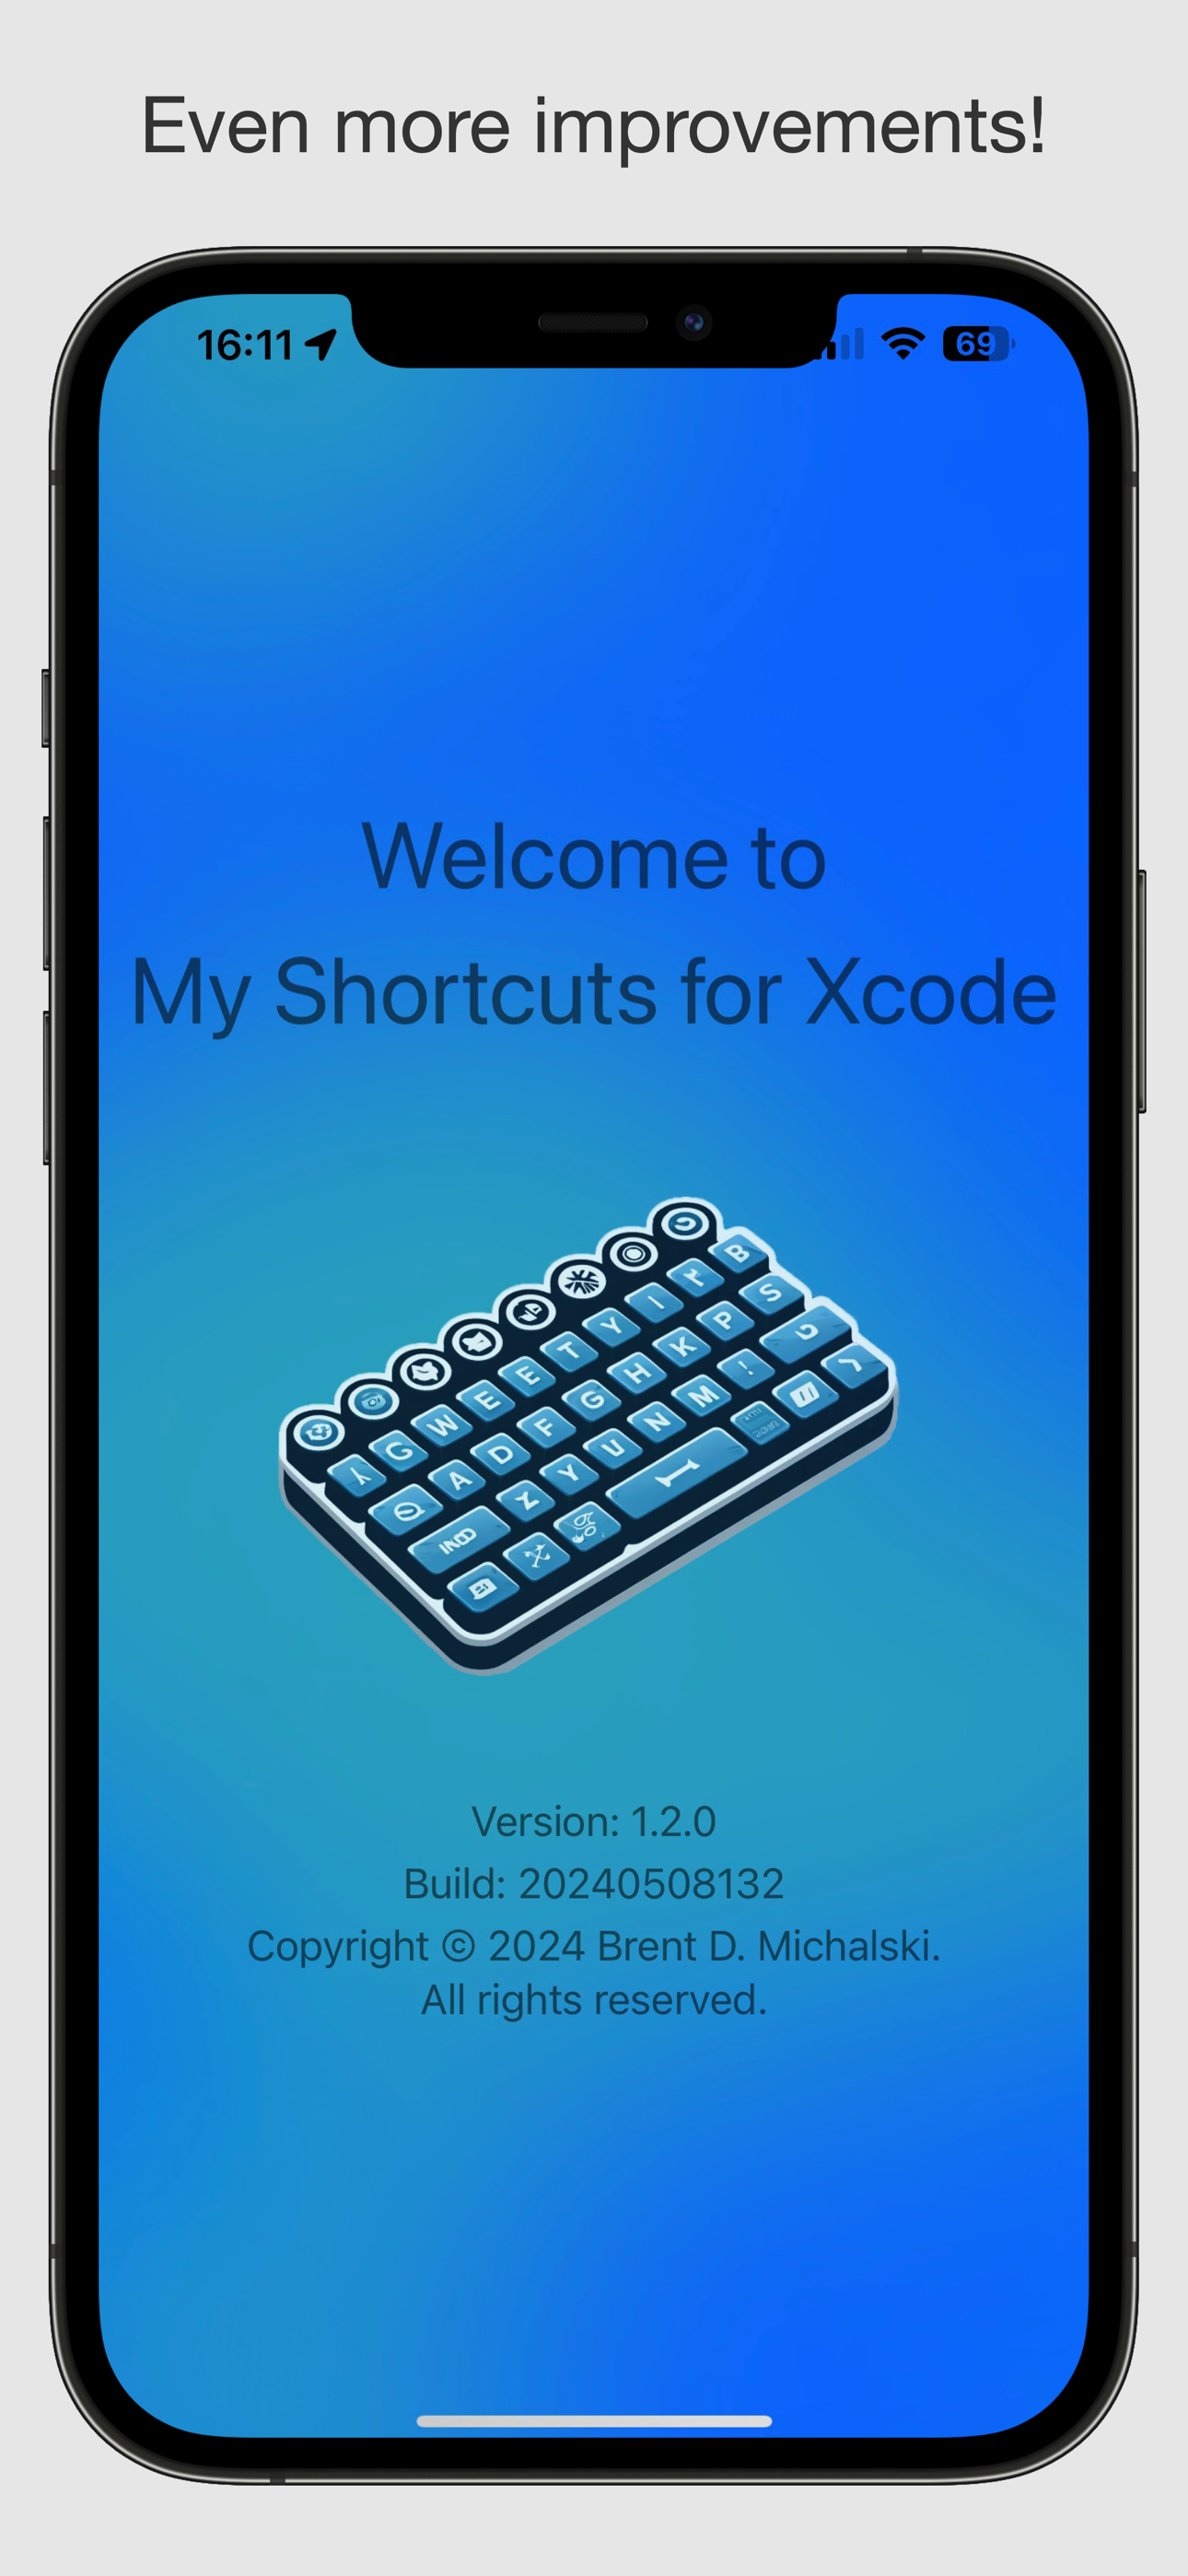 Even more improvements!
16:11
69
Welcome to
My Shortcuts for Xcode
B
Y I
G W E E T Y
S
A D F G H K P
Z Y U N M !
Version: 1.2.0
Build: 20240508132
Copyright © 2024 Brent D. Michalski.
All rights reserved.